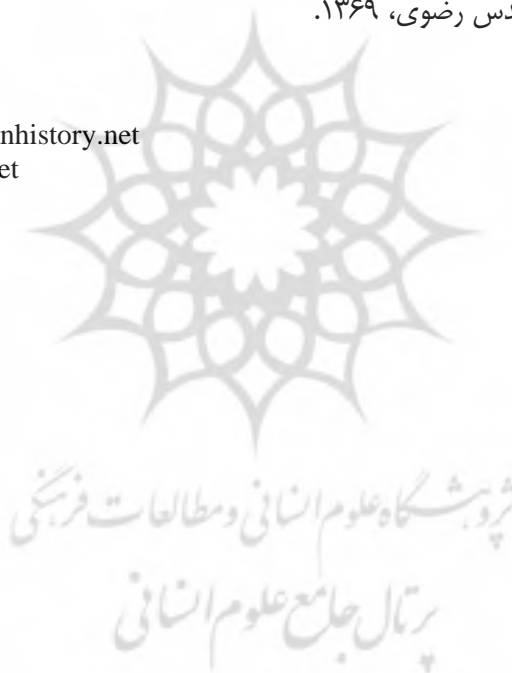 دس رضوی، ۱۳۶۹.
nhistory.net
et
پژوهشگاه علوم انسانی و مطالعات فرهنگی
پرتال جامع علوم انسانی